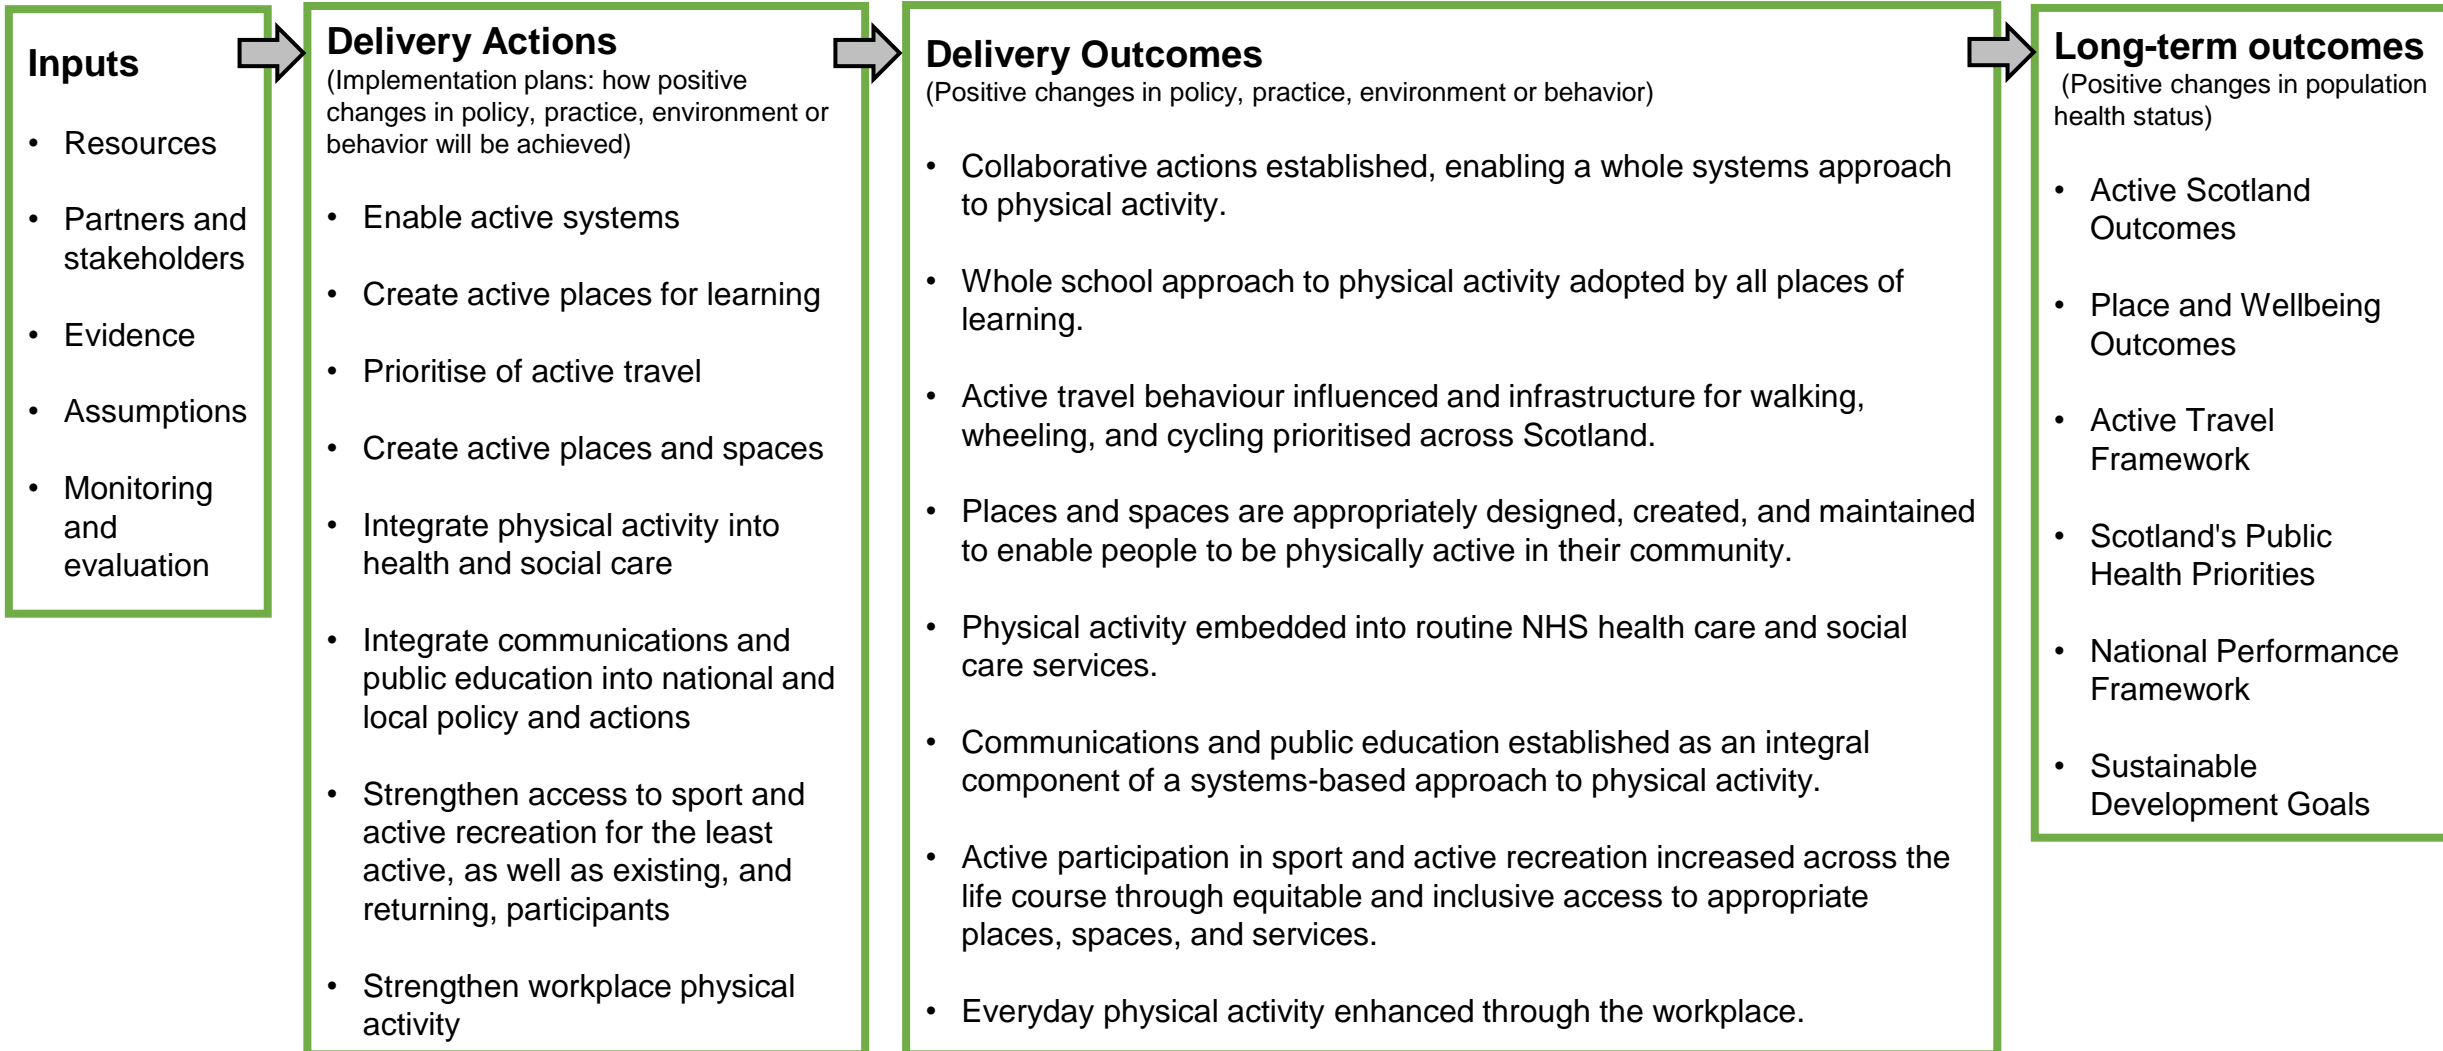 Inputs
• Resources
• Partners and
stakeholders
• Evidence
• Assumptions
• Monitoring
and
evaluation
Delivery Actions
(Implementation plans: how positive
changes in policy, practice, environment or
behavior will be achieved)
• Enable active systems
• Create active places for learning
• Prioritise of active travel
• Create active places and spaces
• Integrate physical activity into
health and social care
• Integrate communications and
public education into national and
local policy and actions
• Strengthen access to sport and
active recreation for the least
active, as well as existing, and
returning, participants
• Strengthen workplace physical
activity
Delivery Outcomes
(Positive changes in policy, practice, environment or behavior)
• Collaborative actions established, enabling a whole systems approach
to physical activity.
• Whole school approach to physical activity adopted by all places of
learning.
• Active travel behaviour influenced and infrastructure for walking,
wheeling, and cycling prioritised across Scotland.
• Places and spaces are appropriately designed, created, and maintained
to enable people to be physically active in their community.
• Physical activity embedded into routine NHS health care and social
care services.
• Communications and public education established as an integral
component of a systems-based approach to physical activity.
• Active participation in sport and active recreation increased across the
life course through equitable and inclusive access to appropriate
places, spaces, and services.
• Everyday physical activity enhanced through the workplace.
Long-term outcomes
(Positive changes in population
health status)
• Active Scotland
Outcomes
• Place and Wellbeing
Outcomes
• Active Travel
Framework
• Scotland's Public
Health Priorities
• National Performance
Framework
• Sustainable
Development Goals